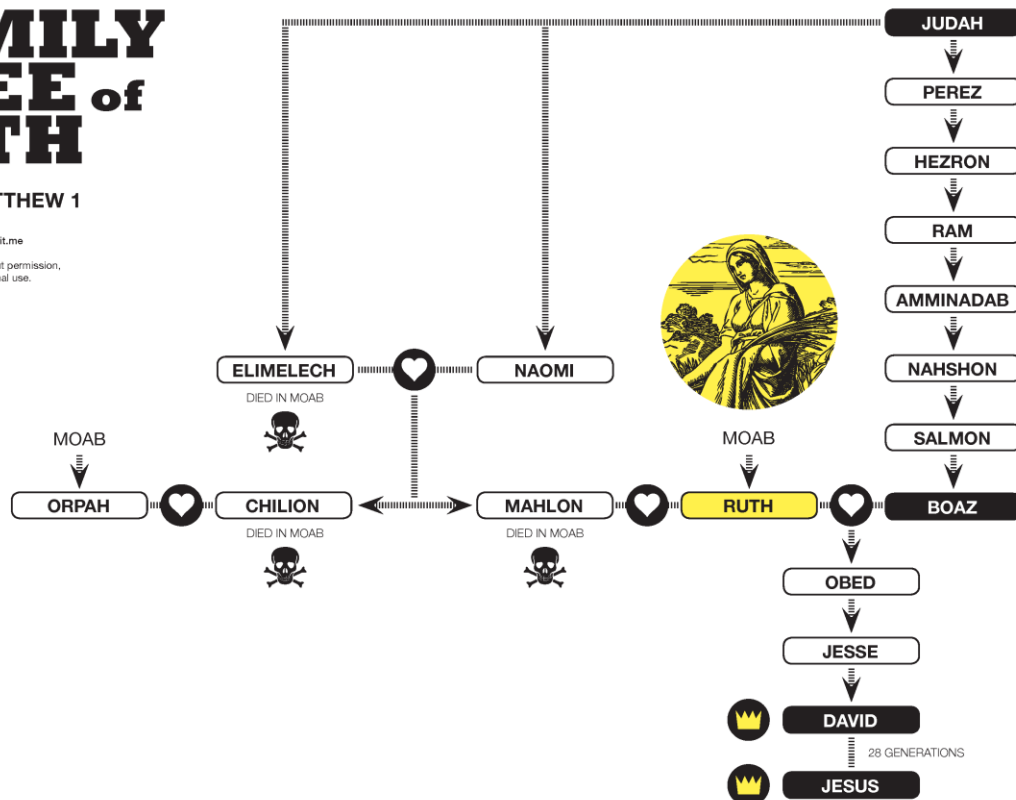 MILY
EE of
TH
TTHEW 1
it.me
t permission,
al use.
JUDAH
PEREZ
HEZRON
RAM
AMMINADAB
NAHSHON
SALMON
ELIMELECH
NAOMI
DIED IN MOAB
MOAB
MOAB
ORPAH
CHILION
MAHLON
RUTH
BOAZ
DIED IN MOAB
DIED IN MOAB
OBED
JESSE
DAVID
28 GENERATIONS
JESUS